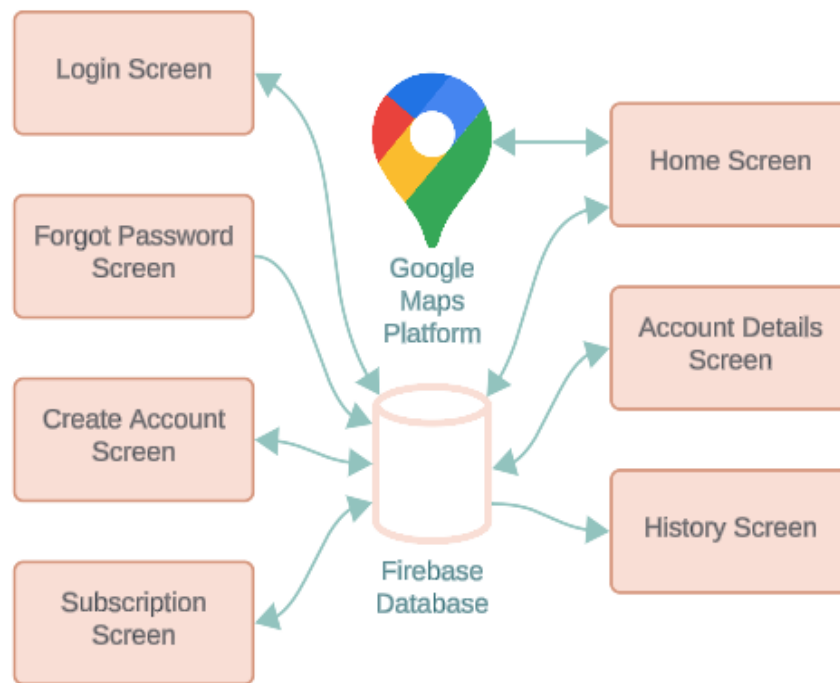 Login Screen
Forgot Password
Screen
Create Account
Screen
Subscription
Screen
Google
Maps
Platform
Firebase
Database
Home Screen
Account Details
Screen
History Screen